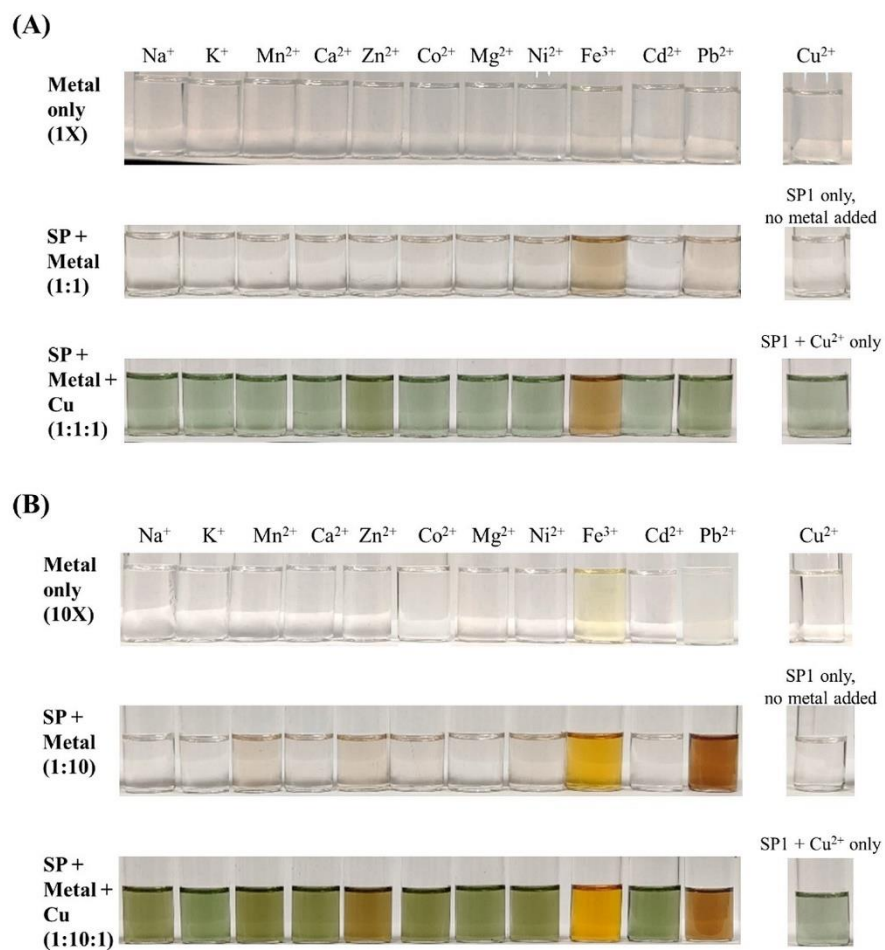 (A)
Na⁺ K⁺ Mn²⁺ Ca²⁺ Zn²⁺ Co²⁺ Mg²⁺ Ni²⁺ Fe³⁺ Cd²⁺ Pb²⁺ Cu²⁺
Metal
only
(1X)
SP1 only,
no metal added
SP +
Metal
(1:1)
SP1 + Cu²⁺ only
SP +
Metal +
Cu
(1:1:1)
(B)
Na⁺ K⁺ Mn²⁺ Ca²⁺ Zn²⁺ Co²⁺ Mg²⁺ Ni²⁺ Fe³⁺ Cd²⁺ Pb²⁺ Cu²⁺
Metal
only
(10X)
SP1 only,
no metal added
SP +
Metal
(1:10)
SP1 + Cu²⁺ only
SP +
Metal +
Cu
(1:10:1)